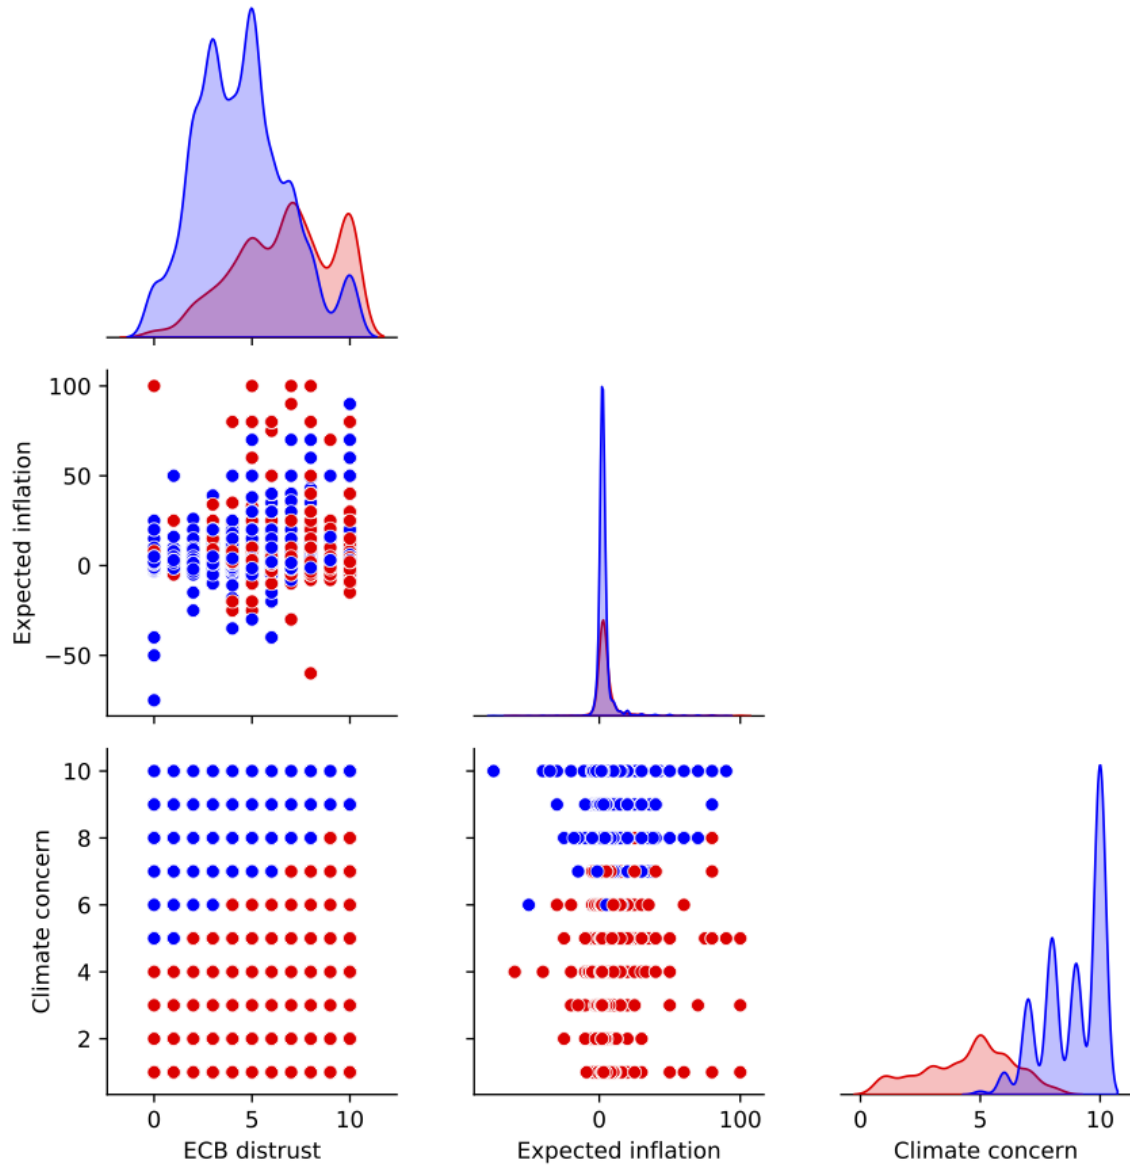 100
50
0
−50
Expected inflation
10
8
6
4
2
Climate concern
0 5 10
ECB distrust
0 100
Expected inflation
0 5 10
Climate concern